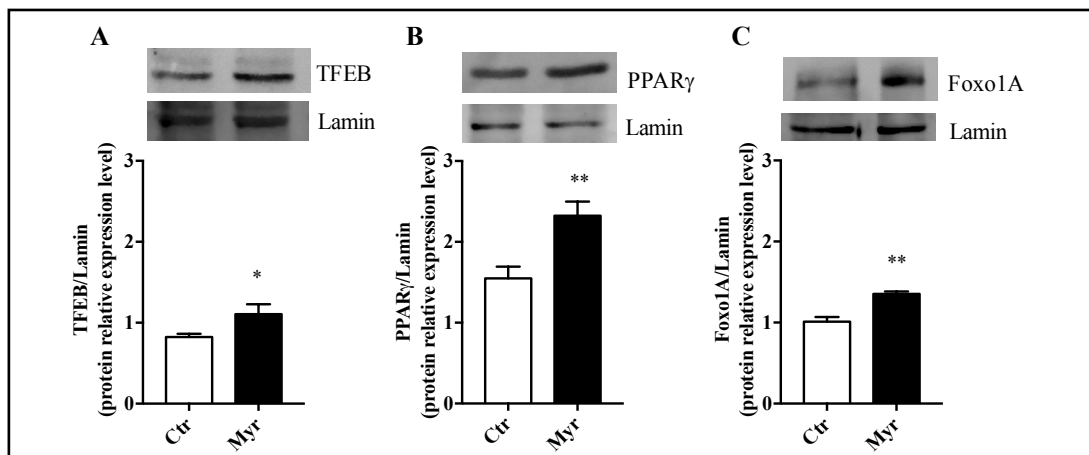 A
TFEB
Lamin
3
2
1
0
TFEB/Lamin
(protein relative expression level)
*
Ctr
Myr
B
PPARγ
Lamin
3
2
1
0
PPARγ/Lamin
(protein relative expression level)
**
Ctr
Myr
C
Foxo1A
Lamin
3
2
1
0
Foxo1A/Lamin
(protein relative expression level)
**
Ctr
Myr